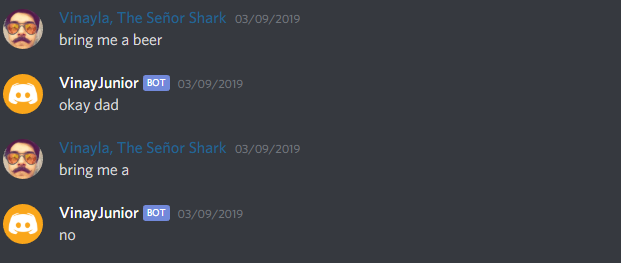 Vinayla, The Señor Shark 03/09/2019
bring me a beer
VinayJunior BOT 03/09/2019
okay dad
Vinayla, The Señor Shark 03/09/2019
bring me a
VinayJunior BOT 03/09/2019
no